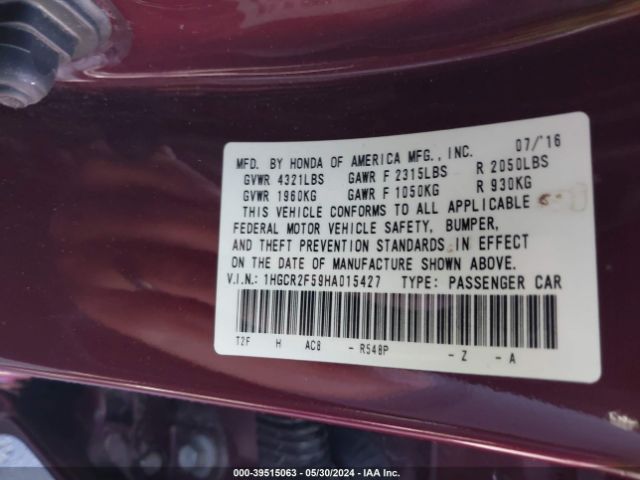 MFD. BY HONDA OF AMERICA MFG., INC. 07/'16
GVWR 4321LBS GAWR F 2315LBS R 2050LBS
GVWR 1960KG GAWR F 1050KG R 930KG
THIS VEHICLE CONFORMS TO ALL APPLICABLE
FEDERAL MOTOR VEHICLE SAFETY, BUMPER,
AND THEFT PREVENTION STANDARDS IN EFFECT
ON THE DATE OF MANUFACTURE SHOWN ABOVE.
V.I.N.: 1HGCR2F59HA015427 TYPE: PASSENGER CAR
T2F H AC8 - R548P - Z - A
000-39515063 - 05/30/2024 - IAA Inc.